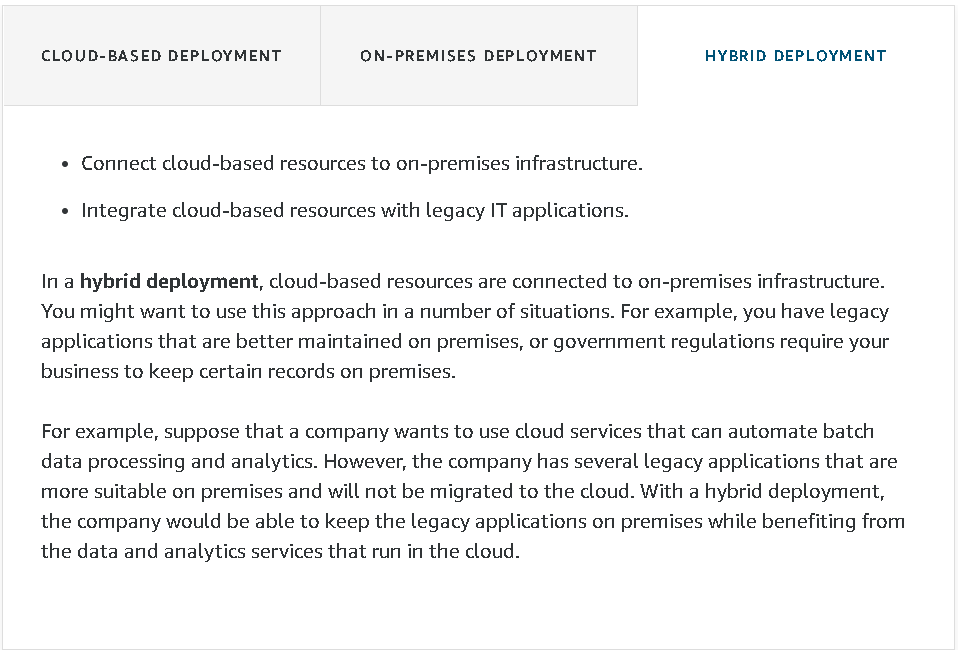 CLOUD-BASED DEPLOYMENT
ON-PREMISES DEPLOYMENT
HYBRID DEPLOYMENT
• Connect cloud-based resources to on-premises infrastructure.
• Integrate cloud-based resources with legacy IT applications.
In a hybrid deployment, cloud-based resources are connected to on-premises infrastructure.
You might want to use this approach in a number of situations. For example, you have legacy
applications that are better maintained on premises, or government regulations require your
business to keep certain records on premises.
For example, suppose that a company wants to use cloud services that can automate batch
data processing and analytics. However, the company has several legacy applications that are
more suitable on premises and will not be migrated to the cloud. With a hybrid deployment,
the company would be able to keep the legacy applications on premises while benefiting from
the data and analytics services that run in the cloud.